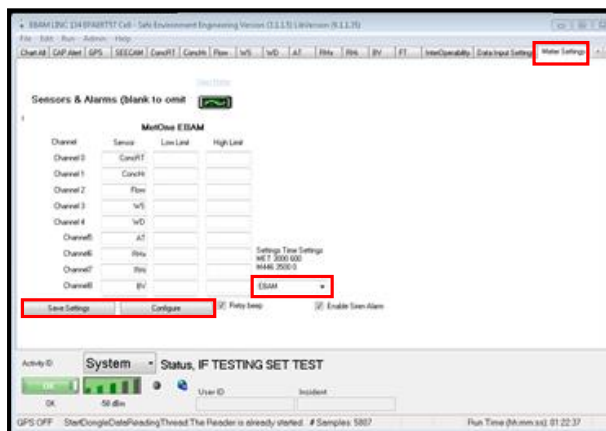 EBAM LINC 134 EPA69T57 Cell - Safe Environment Engineering Version (3.1.1.5) LibVersion (9.1.1.35)
File Edit Run Admin Help
Chart All CAP Alert GPS SEECAM ConcRT ConcHr Flow WS WD AT RHx RHi BV FT InterOperability Data Input Settings Meter Settings
Sensors & Alarms (blank to omit
MetOne EBAM
Channel Sensor Low Limit High Limit
Channel 0 ConcRT
Channel 1 ConcHr
Channel 2 Flow
Channel 3 WS
Channel 4 WD
Channel5 AT
Channel6 RHx
Channel7 RHi
Channel8 BV
Settings Time Settings
MET 3000 600
M446 3500 0
EBAM
Save Settings Configure Retry beep Enable Siren Alarm
Activity ID System Status, IF TESTING SET TEST
OK
User ID Incident
OK -58 dBm
GPS OFF StartDongleDataReadingThread:The Reader is already started. # Samples: 5807 Run Time (hh:mm:ss): 01:22:37